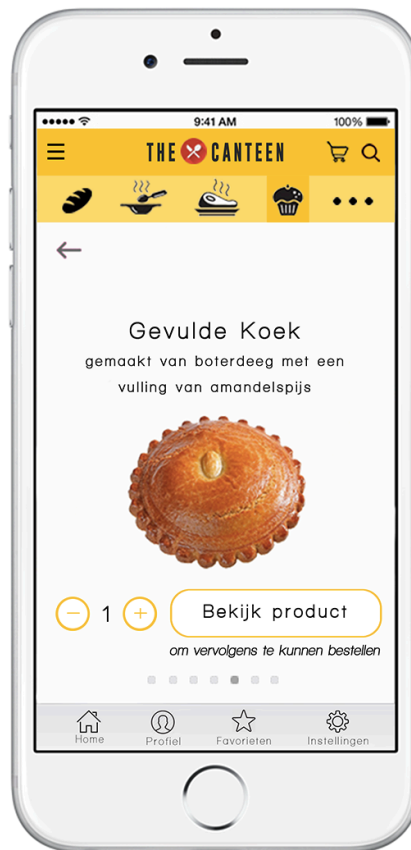 9:41 AM 100%
THE CANTEEN
Gevulde Koek
gemaakt van boterdeeg met een
vulling van amandelspijs
1 Bekijk product
om vervolgens te kunnen bestellen
Home Profiel Favorieten Instellingen